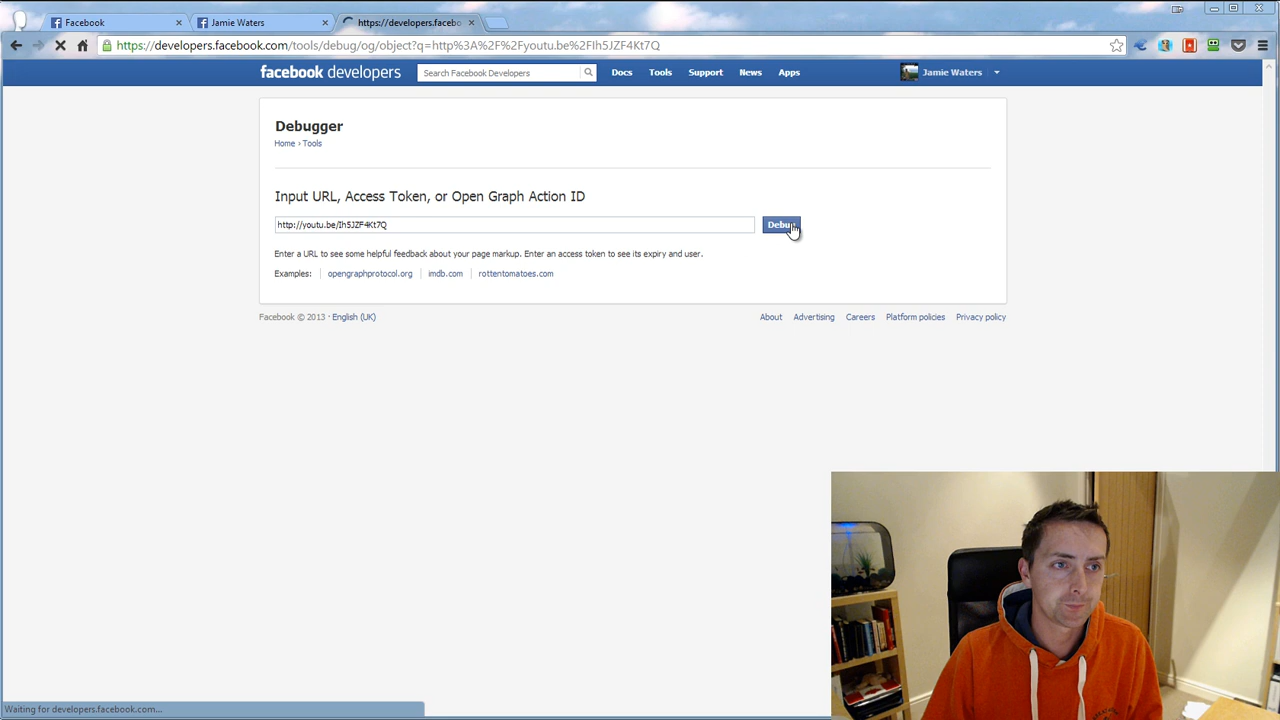 Facebook
Jamie Waters
https://developers.facebo
https://developers.facebook.com/tools/debug/og/object?q=http%3A%2F%2Fyoutu.be%2FIh5JZF4Kt7Q
facebook developers
Search Facebook Developers
Docs
Tools
Support
News
Apps
Jamie Waters
Debugger
Home › Tools
Input URL, Access Token, or Open Graph Action ID
http://youtu.be/Ih5JZF4Kt7Q
Debug
Enter a URL to see some helpful feedback about your page markup. Enter an access token to see its expiry and user.
Examples: opengraphprotocol.org imdb.com rottentomatoes.com
Facebook © 2013 · English (UK)
About
Advertising
Careers
Platform policies
Privacy policy
Waiting for developers.facebook.com...